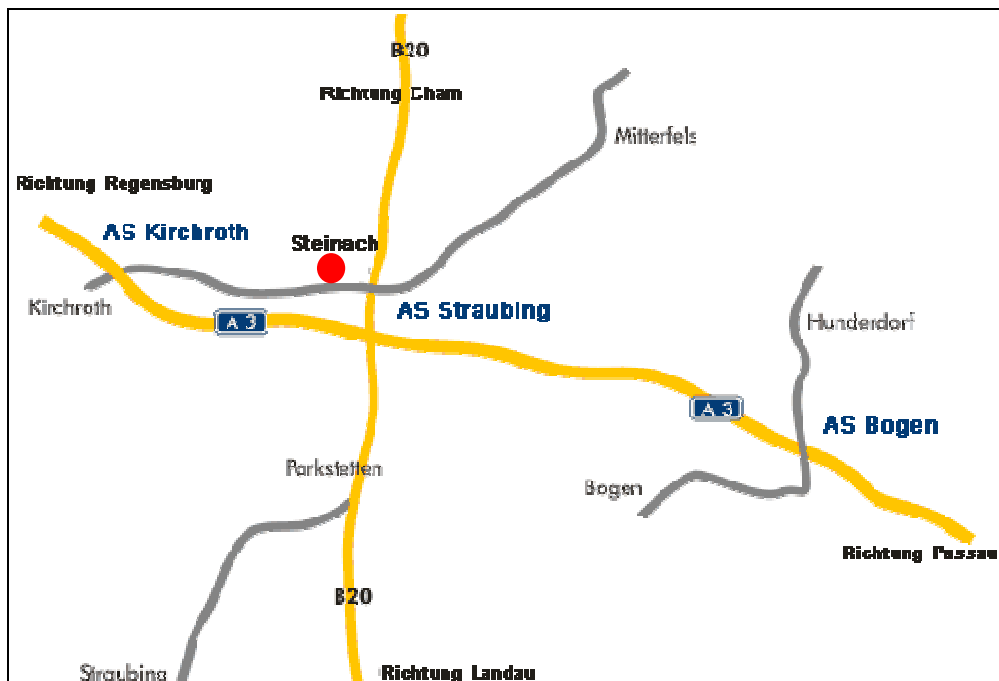 B20
Richtung Cham
Mitterfels
Richtung Regensburg
AS Kirchroth
Steinach
Kirchroth
AS Straubing
A 3
Hunderdorf
A 3
AS Bogen
Parkstetten
Bogen
Richtung Passau
B20
Straubing
Richtung Landau